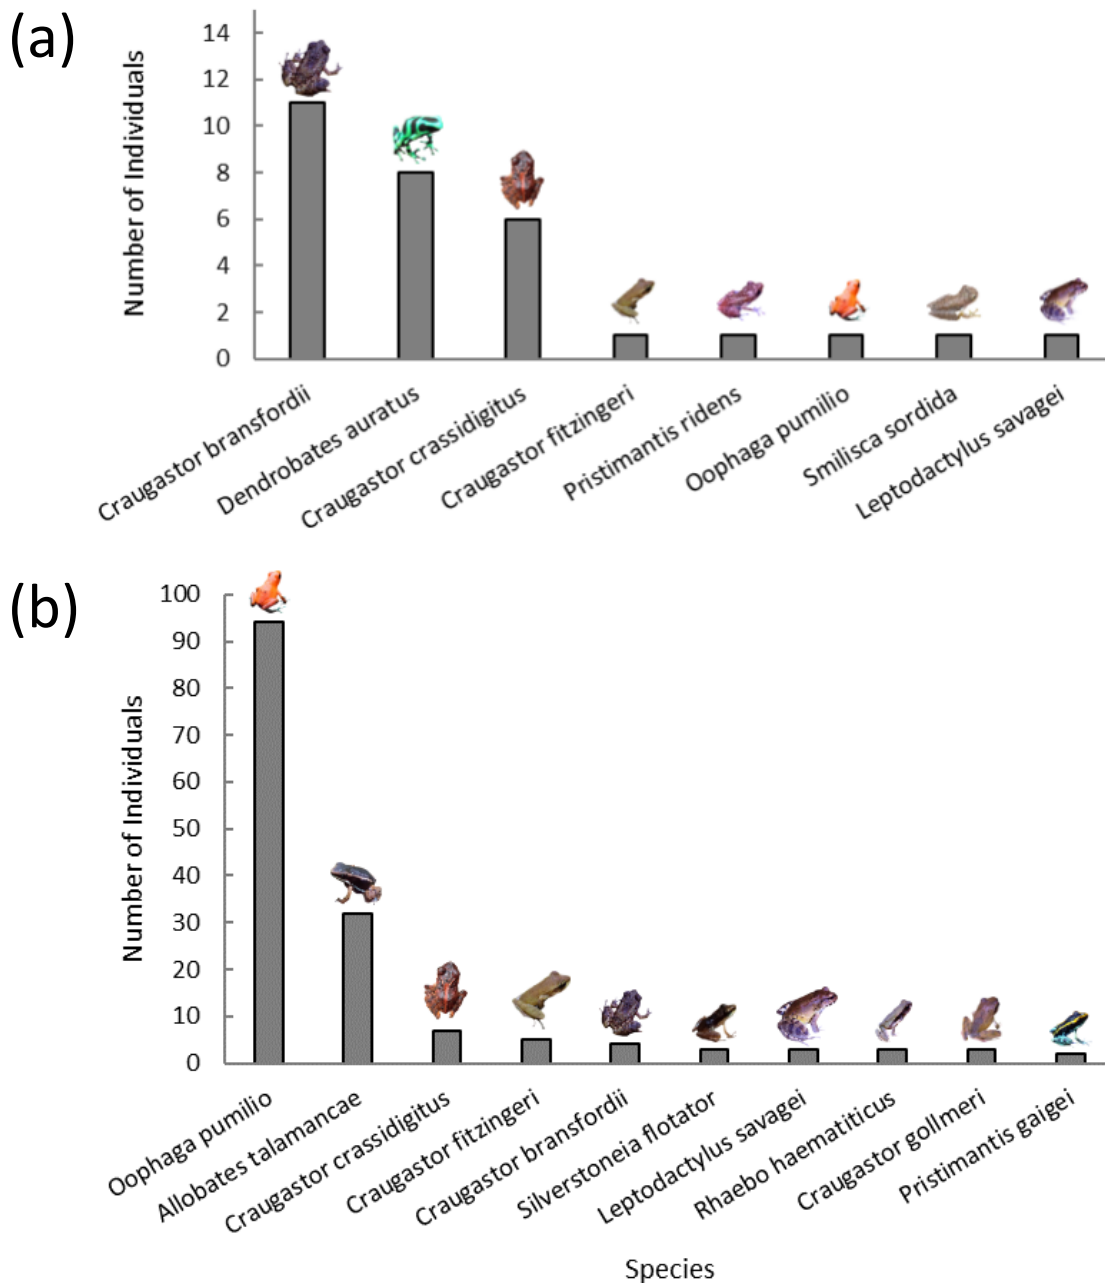 (a)
Number of Individuals
14
12
10
8
6
4
2
0
Craugastor bransfordii
Dendrobates auratus
Craugastor crassidigitus
Craugastor fitzingeri
Pristimantis ridens
Oophaga pumilio
Smilisca sordida
Leptodactylus savagei
(b)
Number of Individuals
100
90
80
70
60
50
40
30
20
10
0
Oophaga pumilio
Allobates talamancae
Craugastor crassidigitus
Craugastor fitzingeri
Craugastor bransfordii
Silverstoneia flotator
Leptodactylus savagei
Rhaebo haematiticus
Craugastor gollmeri
Pristimantis gaigei
Species